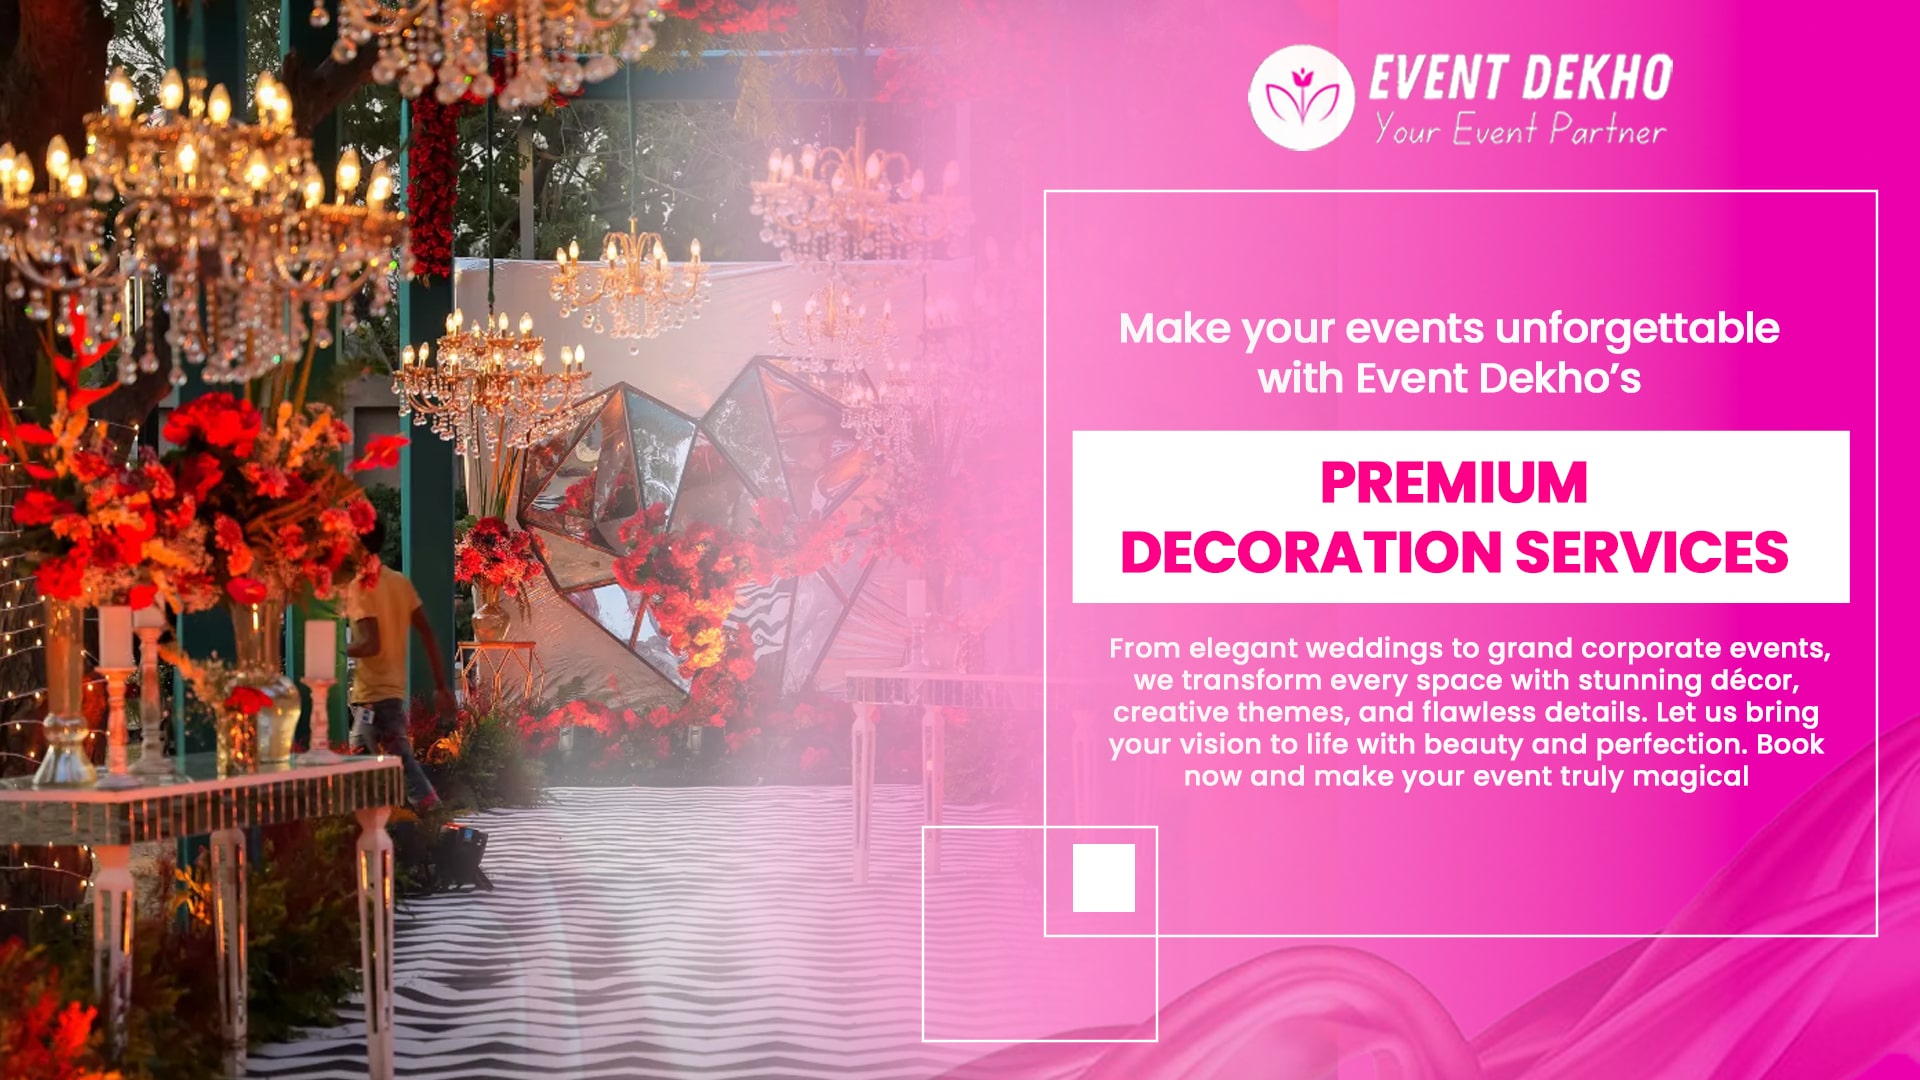 EVENT DEKHO
Your Event Partner
Make your events unforgettable
with Event Dekho’s
PREMIUM
DECORATION SERVICES
From elegant weddings to grand corporate events,
we transform every space with stunning décor,
creative themes, and flawless details. Let us bring
your vision to life with beauty and perfection. Book
now and make your event truly magical